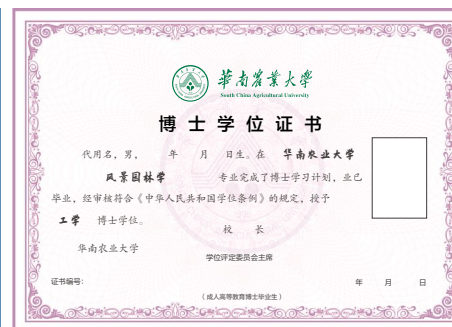 華南農業大學
South China Agricultural University
博士学位证书
代用名，男， 年 月 日生。在 华南农业大学
风景园林学 专业完成了博士学习计划，业已
毕业，经审核符合《中华人民共和国学位条例》的规定，授予
工学 博士学位。
校 长
华南农业大学
学位评定委员会主席
证书编号：
年 月 日
（成人高等教育博士毕业生）